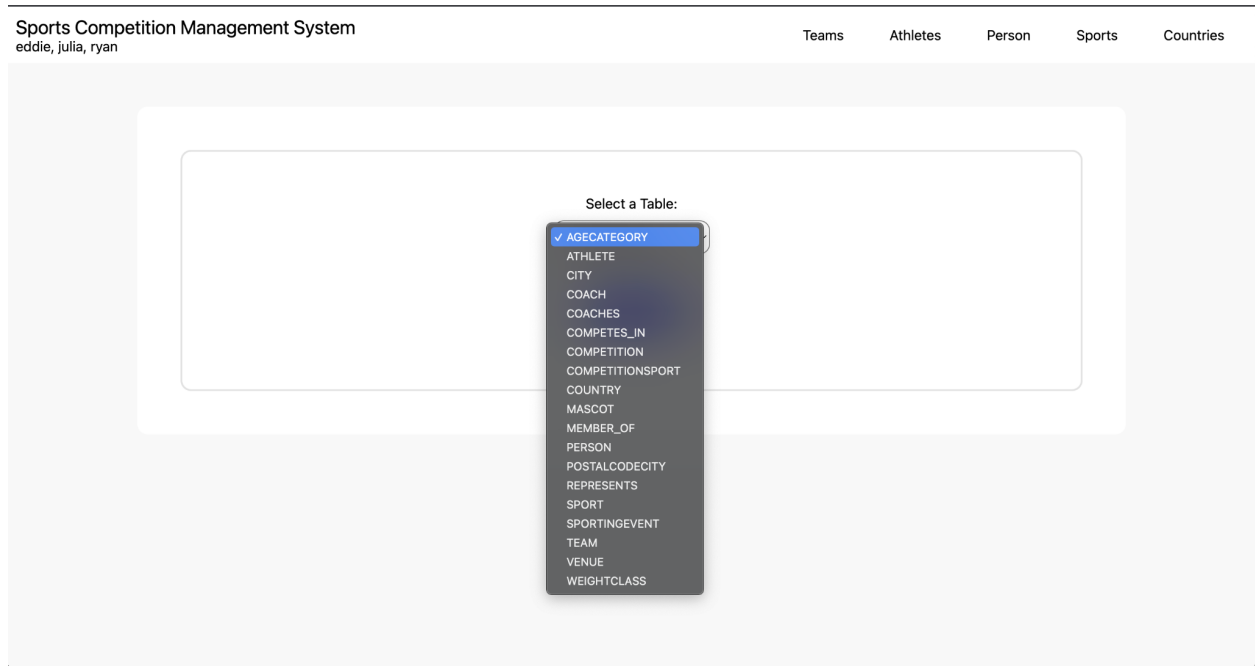 Sports Competition Management System
eddie, julia, ryan
Teams Athletes Person Sports Countries
Select a Table:
✓ AGECATEGORY
ATHLETE
CITY
COACH
COACHES
COMPETES_IN
COMPETITION
COMPETITIONSPORT
COUNTRY
MASCOT
MEMBER_OF
PERSON
POSTALCODECITY
REPRESENTS
SPORT
SPORTINGEVENT
TEAM
VENUE
WEIGHTCLASS